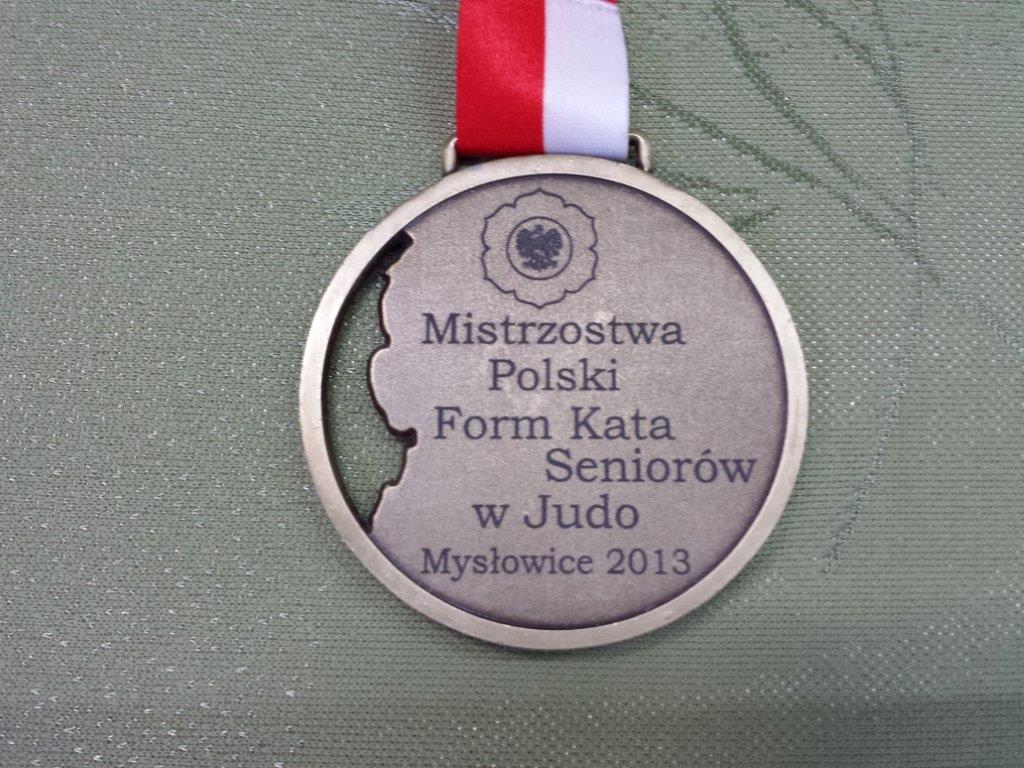 Mistrzostwa
Polski
Form Kata
Seniorów
w Judo
Mysłowice 2013